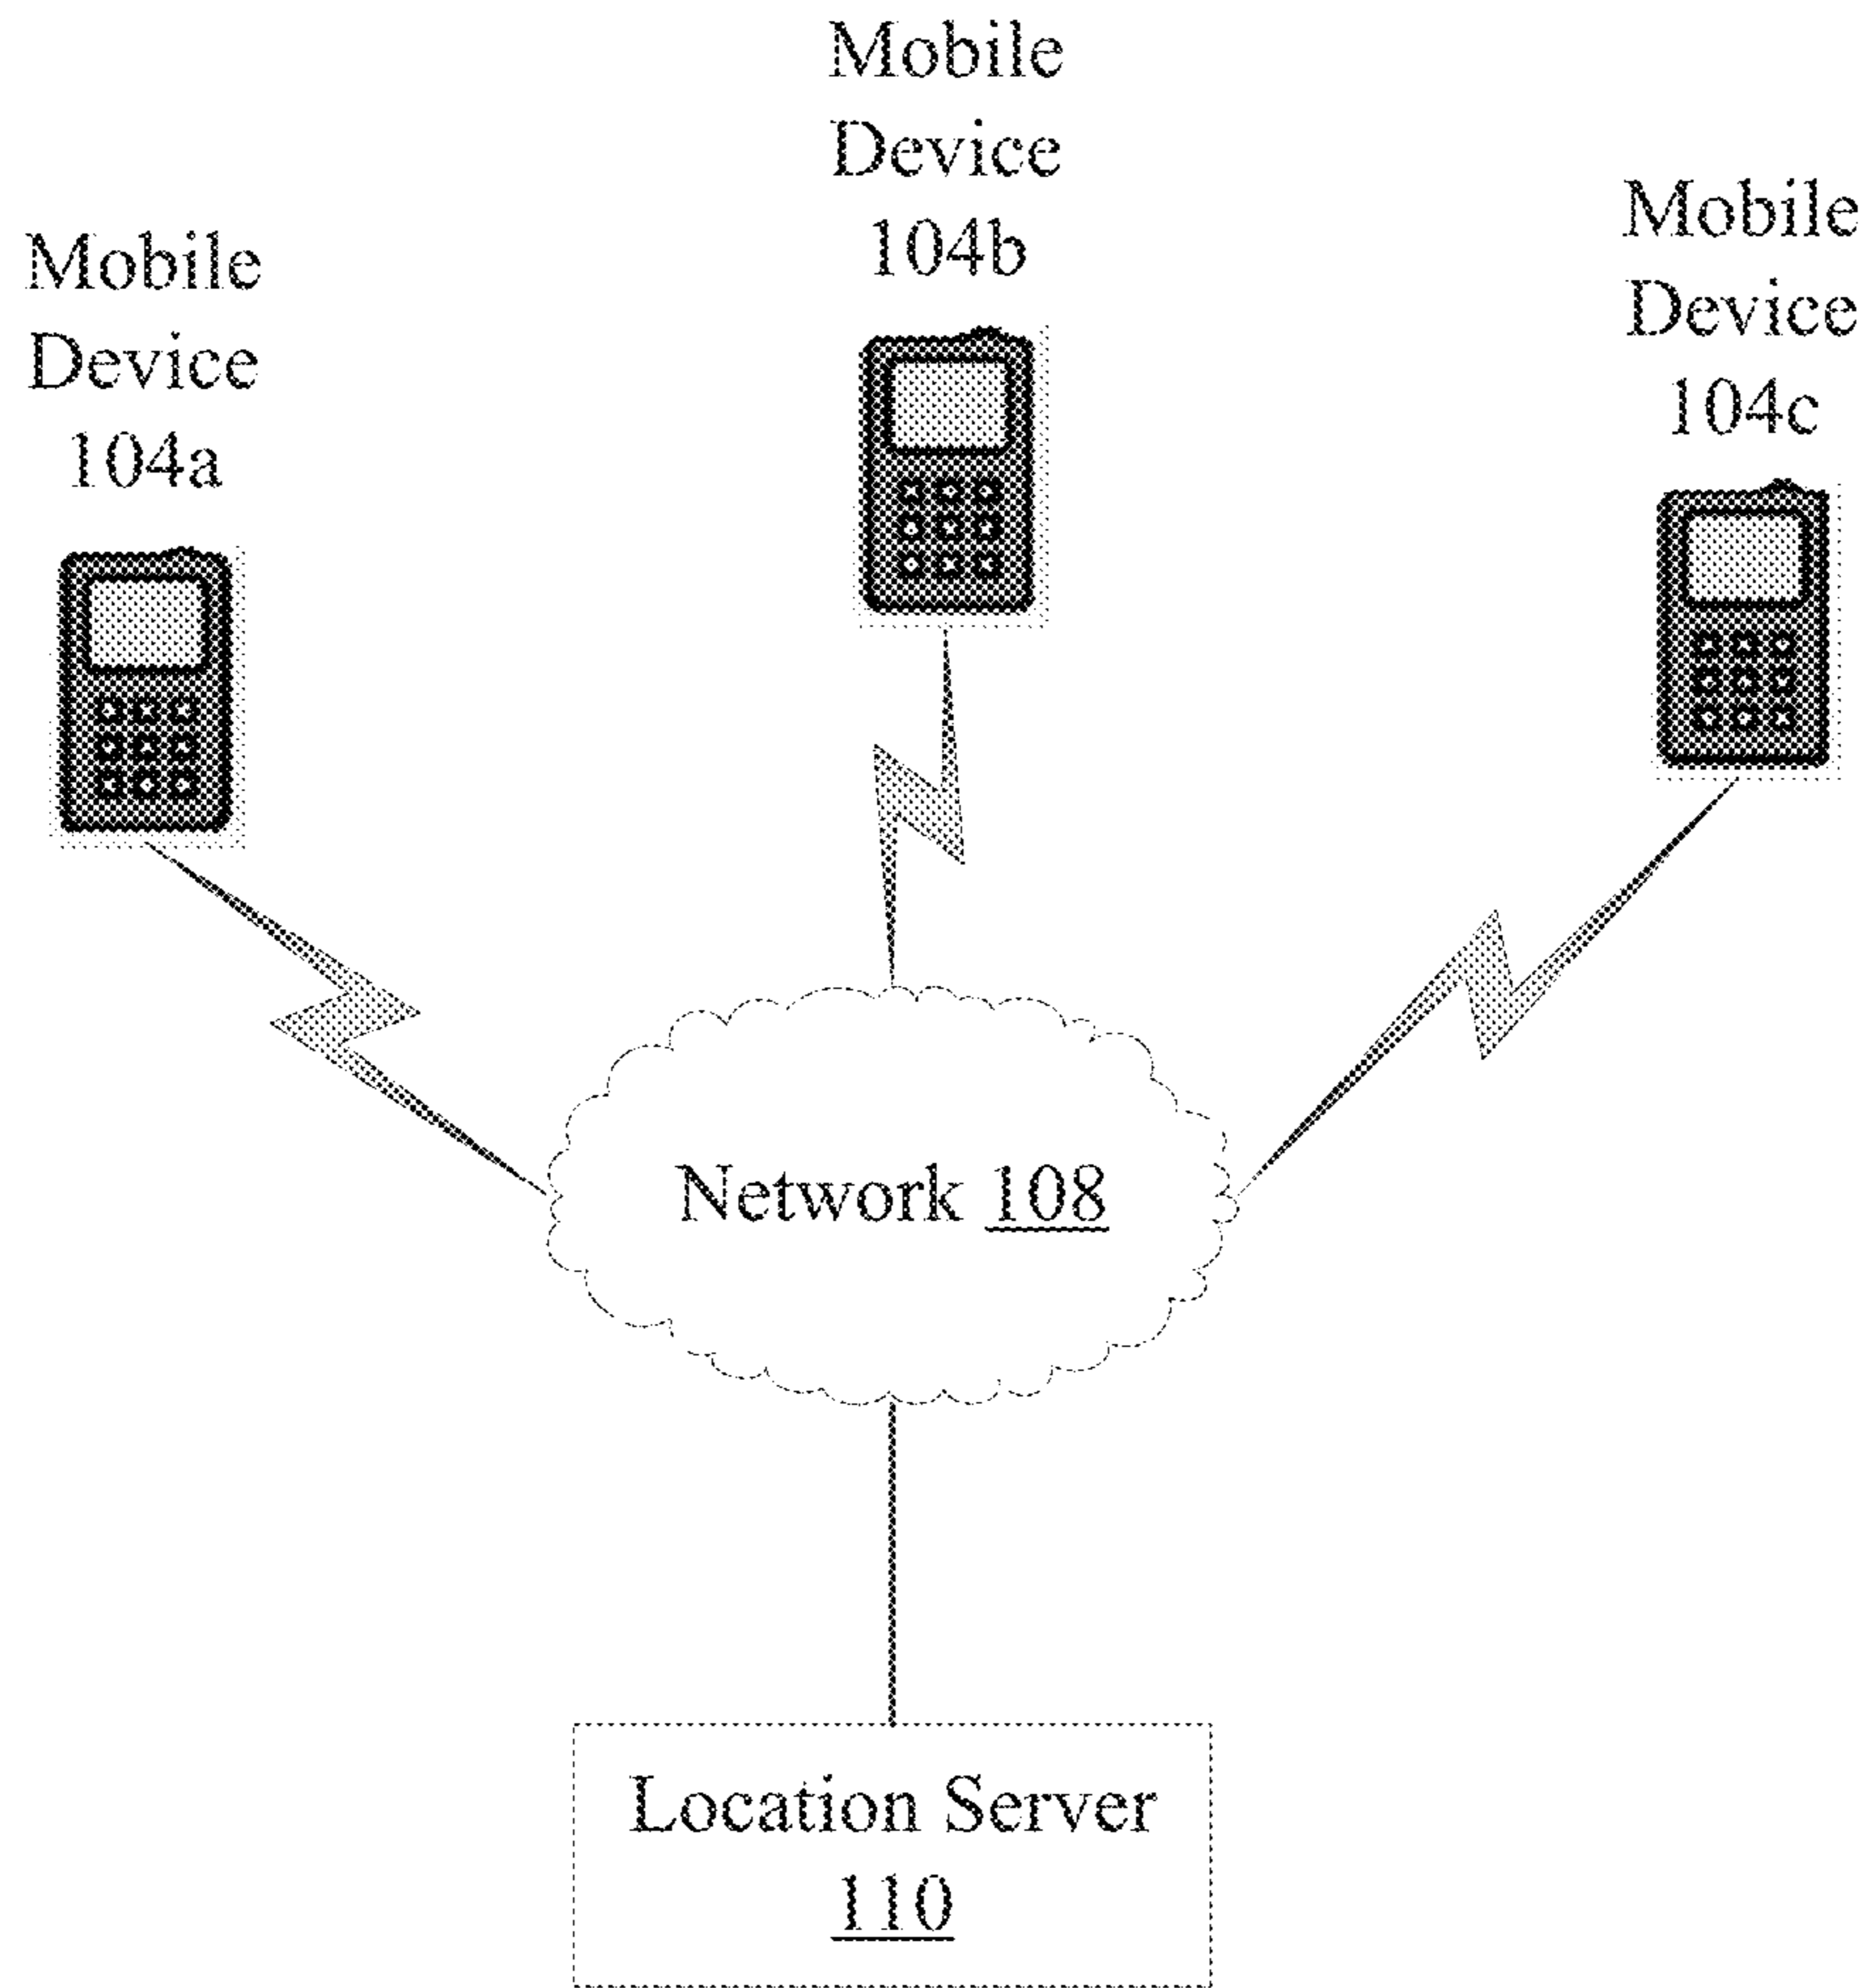 Mobile
Device
104a
Mobile
Device
104b
Mobile
Device
104c
Network 108
Location Server
110